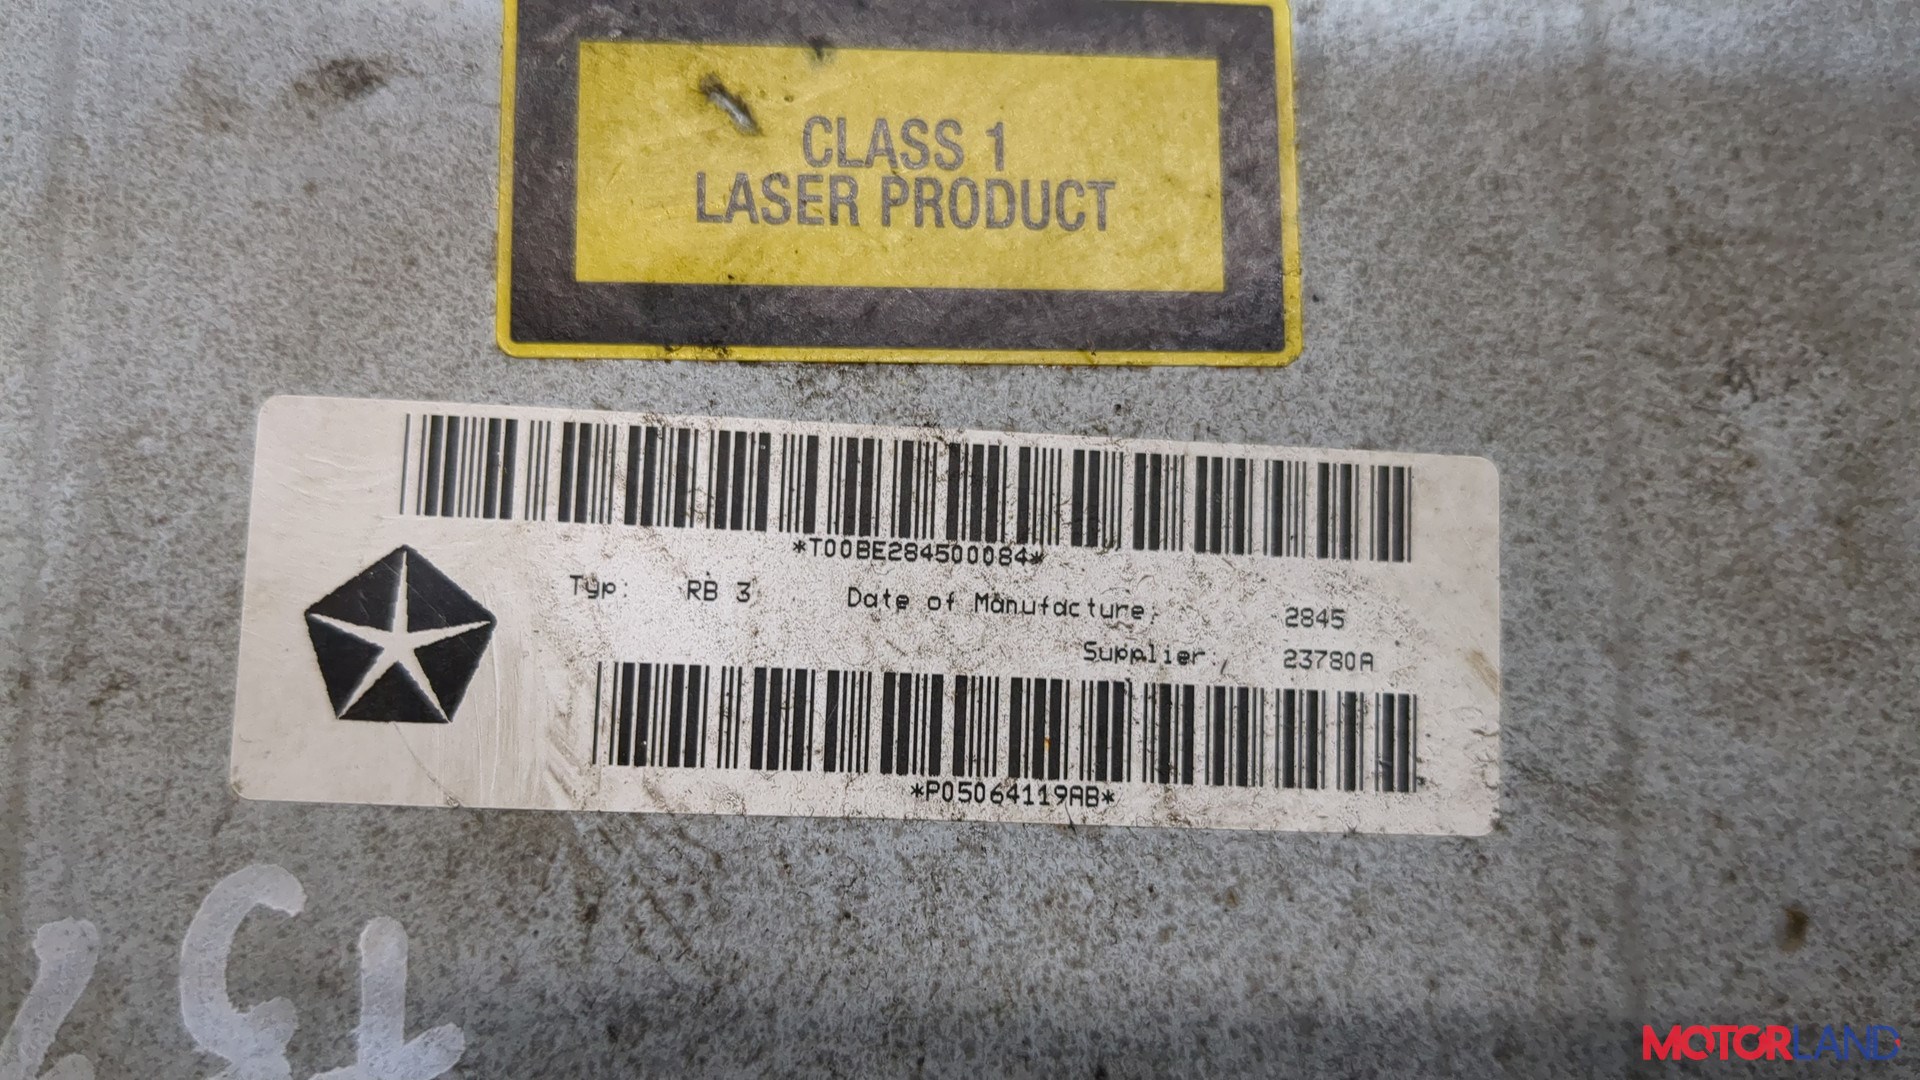 CLASS 1
LASER PRODUCT
*T00BE284500084*
Typ: RB 3 Date of Manufacture: 2845
Supplier: 23780A
*P05064119AB*
MOTORLAND